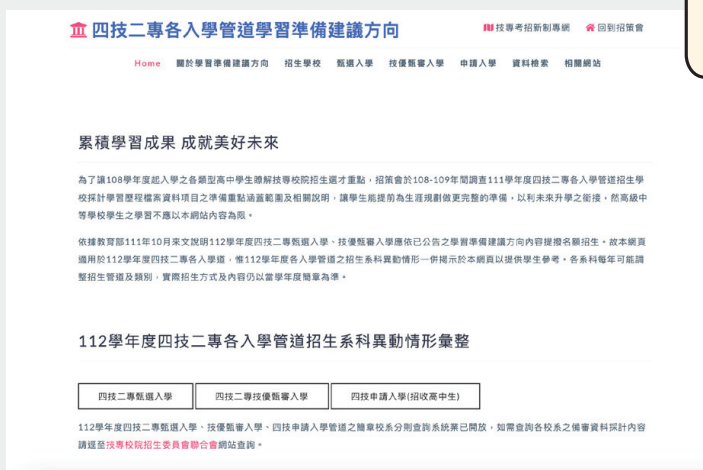 四技二專各入學管道學習準備建議方向
技專考招新制專網 回到招策會
Home 關於學習準備建議方向 招生學校 甄選入學 技優甄審入學 申請入學 資料檢索 相關網站
累積學習成果 成就美好未來
為了讓108學年度起入學之各類型高中學生瞭解技專校院招生選才重點，招策會於108-109年間調查111學年度四技二專各入學管道招生學
校採計學習歷程檔案資料項目之準備重點涵蓋範圍及相關說明，讓學生能提前為生涯規劃做更完整的準備，以利未來升學之銜接，然高級中
等學校學生之學習不應以本網站內容為限。
依據教育部111年10月來文說明112學年度四技二專甄選入學、技優甄審入學應依已公告之學習準備建議方向內容提撥名額招生。故本網頁
適用於112學年度四技二專各入學道，惟112學年度各入學管道之招生系科異動情形一併揭示於本網頁以提供學生參考。各系科每年可能調
整招生管道及類別，實際招生方式及內容仍以當學年度簡章為準。
112學年度四技二專各入學管道招生系科異動情形彙整
四技二專甄選入學 四技二專技優甄審入學 四技申請入學(招收高中生)
112學年度四技二專甄選入學、技優甄審入學、四技申請入學管道之簡章校系分則查詢系統業已開放，如需查詢各校系之備審資料採計內容
請逕至技專校院招生委員會聯合會網站查詢。